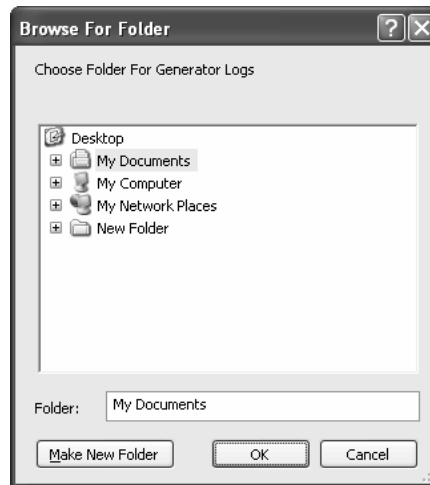 Browse For Folder
Choose Folder For Generator Logs
Desktop
My Documents
My Computer
My Network Places
New Folder
Folder: My Documents
Make New Folder OK Cancel